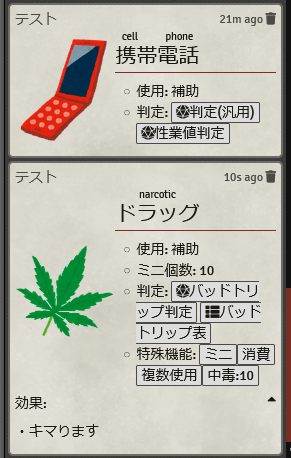 テスト 21m ago
cell phone
携帯電話
使用: 補助
判定: 判定(汎用)
性業値判定
テスト 10s ago
narcotic
ドラッグ
使用: 補助
ミニ個数: 10
判定: バッドトリ
ップ判定 バッド
トリップ表
特殊機能: ミニ 消費
複数使用 中毒:10
効果:
・キマります